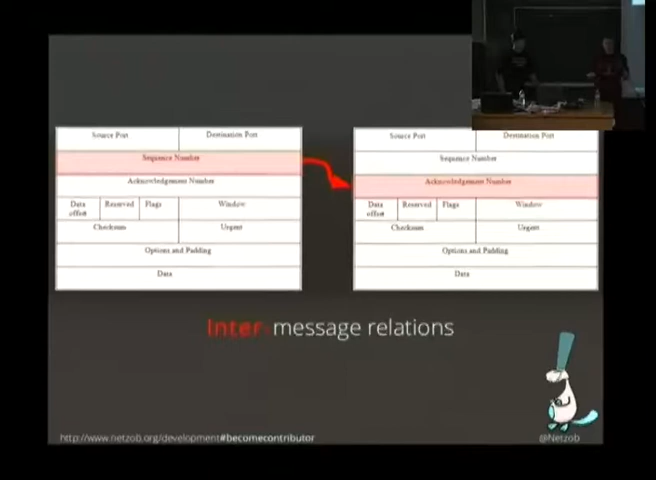 Source Port Destination Port
Sequence Number
Acknowledgement Number
Data offset Reserved Flags Window
Checksum Urgent
Options and Padding
Data
Source Port Destination Port
Sequence Number
Acknowledgement Number
Data offset Reserved Flags Window
Checksum Urgent
Options and Padding
Data
Inter-message relations
http://www.netzob.org/development#becomecontributor
@Netzob